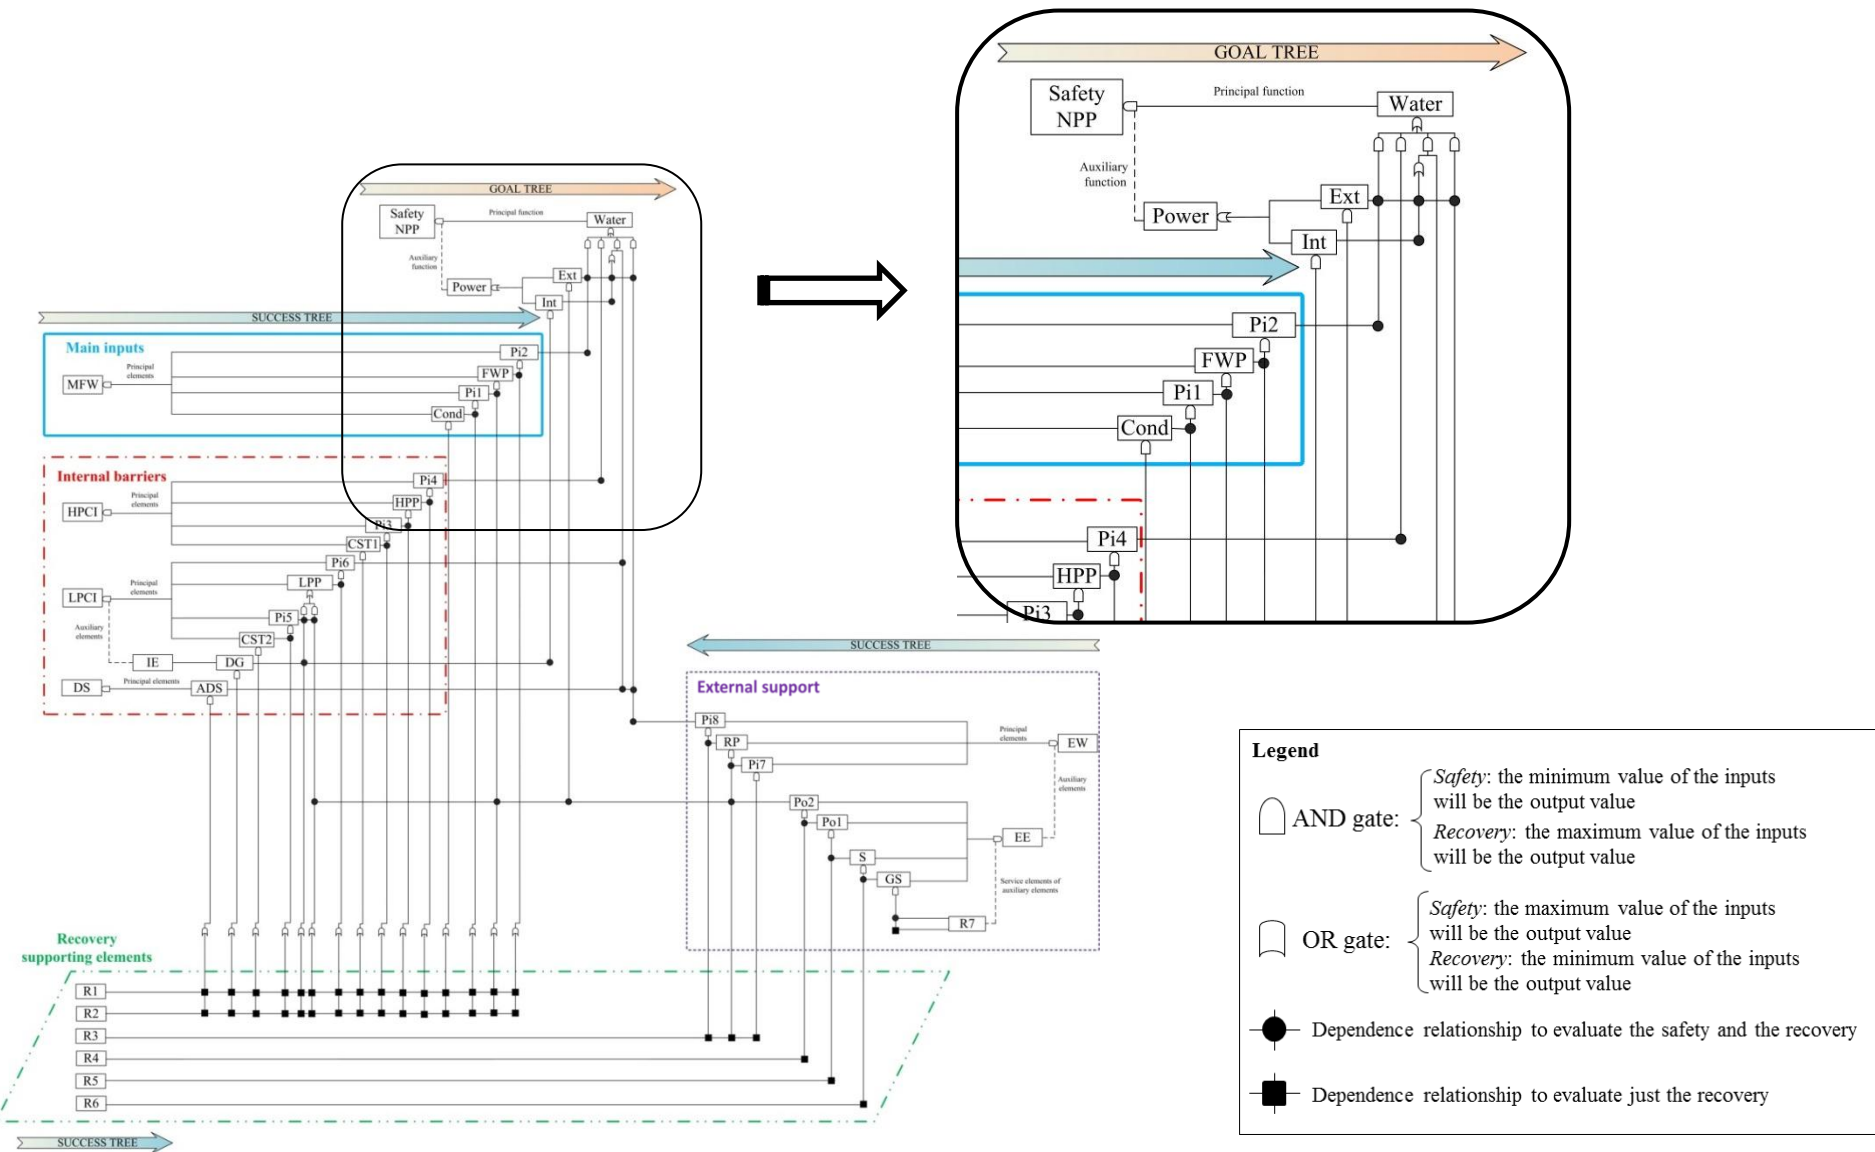 GOAL TREE
Safety
NPP
Principal function
Water
Auxiliary
function
Ext
Power
Int
SUCCESS TREE
Main inputs
MFW
Principal
elements
Pi2
FWP
Pi1
Cond
Internal barriers
HPCI
Principal
elements
Pi4
HPP
Pi3
CST1
Pi6
LPCI
Principal
elements
LPP
Auxiliary
elements
Pi5
CST2
IE
DG
DS
Principal elements
ADS
GOAL TREE
Safety
NPP
Principal function
Water
Auxiliary
function
Ext
Power
Int
Pi2
FWP
Pi1
Cond
Pi4
HPP
Pi3
SUCCESS TREE
External support
Pi8
RP
Pi7
Principal
elements
EW
Auxiliary
elements
Po2
Po1
S
GS
EE
Service elements of
auxiliary elements
R7
Recovery
supporting elements
R1
R2
R3
R4
R5
R6
SUCCESS TREE
Legend
AND gate:
Safety: the minimum value of the inputs
will be the output value
Recovery: the maximum value of the inputs
will be the output value
OR gate:
Safety: the maximum value of the inputs
will be the output value
Recovery: the minimum value of the inputs
will be the output value
Dependence relationship to evaluate the safety and the recovery
Dependence relationship to evaluate just the recovery